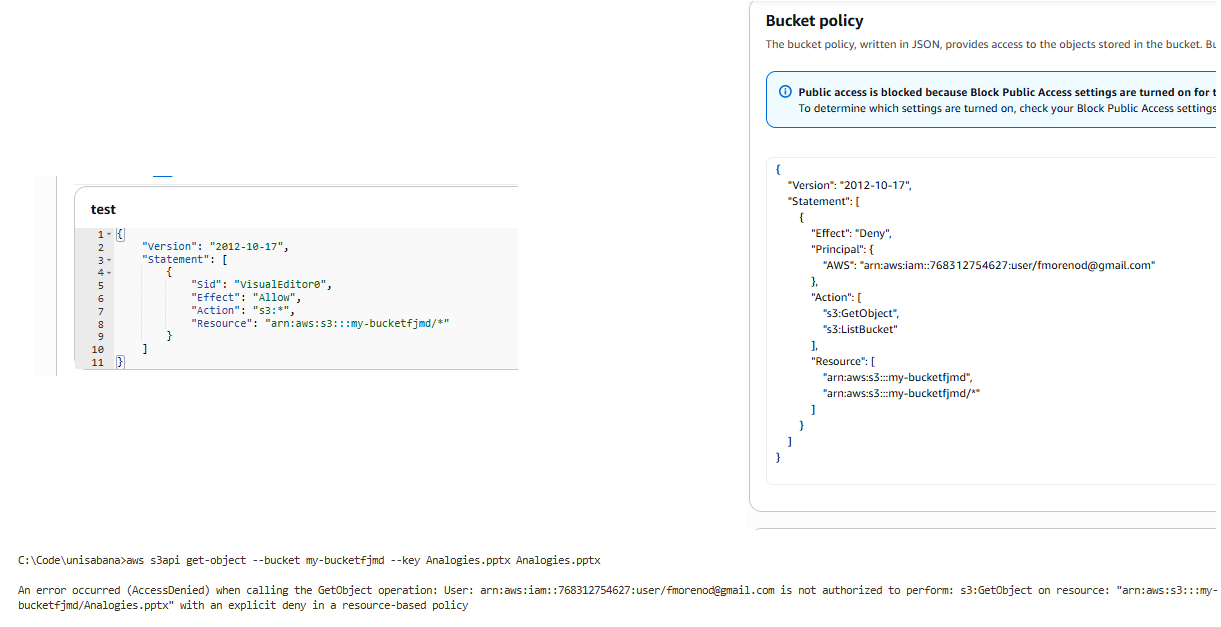 Bucket policy
The bucket policy, written in JSON, provides access to the objects stored in the bucket. Bu
Public access is blocked because Block Public Access settings are turned on for t
To determine which settings are turned on, check your Block Public Access settings
{
"Version": "2012-10-17",
"Statement": [
{
"Effect": "Deny",
"Principal": {
"AWS": "arn:aws:iam::768312754627:user/fmorenod@gmail.com"
},
"Action": [
"s3:GetObject",
"s3:ListBucket"
],
"Resource": [
"arn:aws:s3:::my-bucketfjmd",
"arn:aws:s3:::my-bucketfjmd/*"
]
}
]
}
test
1 {
2 "Version": "2012-10-17",
3 "Statement": [
4 {
5 "Sid": "VisualEditor0",
6 "Effect": "Allow",
7 "Action": "s3:*",
8 "Resource": "arn:aws:s3:::my-bucketfjmd/*"
9 }
10 ]
11 }
C:\Code\unisabana>aws s3api get-object --bucket my-bucketfjmd --key Analogies.pptx Analogies.pptx
An error occurred (AccessDenied) when calling the GetObject operation: User: arn:aws:iam::768312754627:user/fmorenod@gmail.com is not authorized to perform: s3:GetObject on resource: "arn:aws:s3:::my-
bucketfjmd/Analogies.pptx" with an explicit deny in a resource-based policy